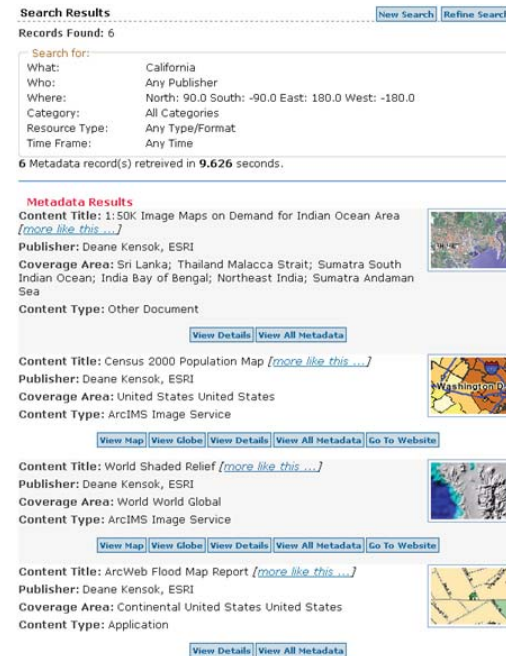 Search Results
New Search Refine Search
Records Found: 6
Search for:
What: California
Who: Any Publisher
Where: North: 90.0 South: -90.0 East: 180.0 West: -180.0
Category: All Categories
Resource Type: Any Type/Format
Time Frame: Any Time
6 Metadata record(s) retreived in 9.626 seconds.
Metadata Results
Content Title: 1:50K Image Maps on Demand for Indian Ocean Area
[more like this ...]
Publisher: Deane Kensok, ESRI
Coverage Area: Sri Lanka; Thailand Malacca Strait; Sumatra South
Indian Ocean; India Bay of Bengal; Northeast India; Sumatra Andaman
Sea
Content Type: Other Document
View Details View All Metadata
Content Title: Census 2000 Population Map [more like this ...]
Publisher: Deane Kensok, ESRI
Coverage Area: United States United States
Content Type: ArcIMS Image Service
Washington D
View Map View Globe View Details View All Metadata Go To Website
Content Title: World Shaded Relief [more like this ...]
Publisher: Deane Kensok, ESRI
Coverage Area: World World Global
Content Type: ArcIMS Image Service
View Map View Globe View Details View All Metadata Go To Website
Content Title: ArcWeb Flood Map Report [more like this ...]
Publisher: Deane Kensok, ESRI
Coverage Area: Continental United States United States
Content Type: Application
View Details View All Metadata